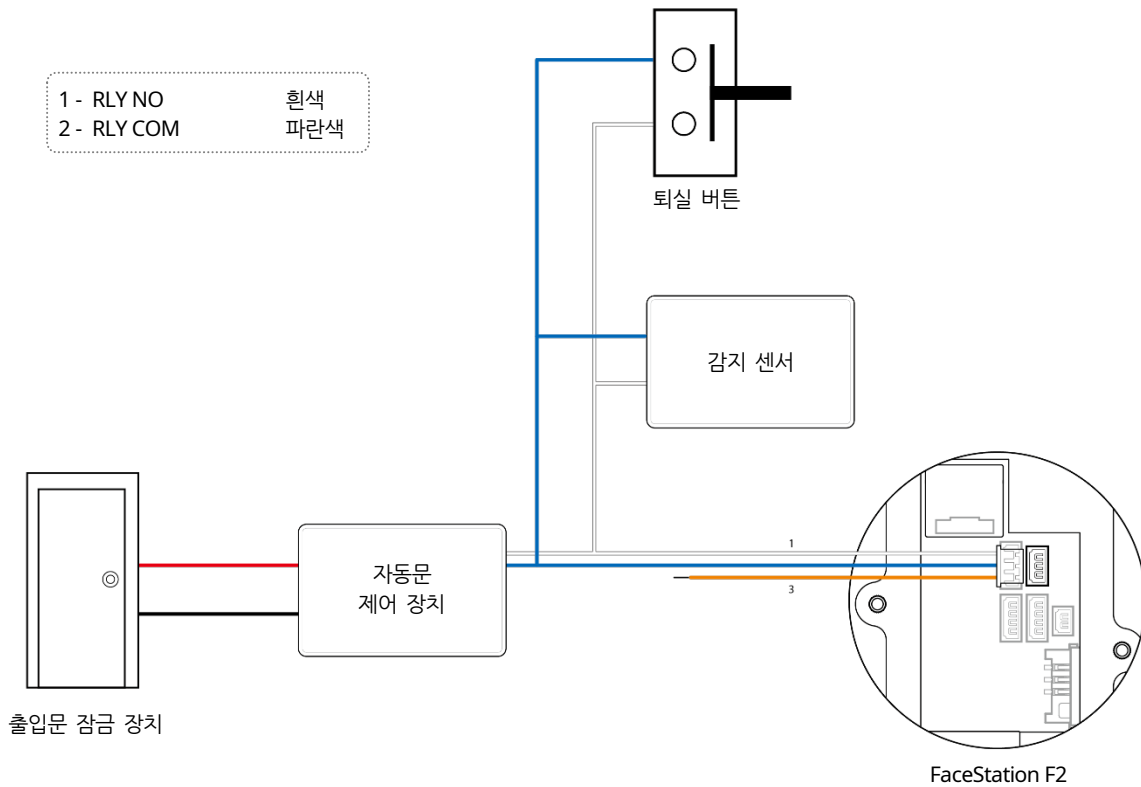 1 - RLY NO 흰색
2 - RLY COM 파란색
퇴실 버튼
감지 센서
1
자동문
제어 장치
3
출입문 잠금 장치
FaceStation F2